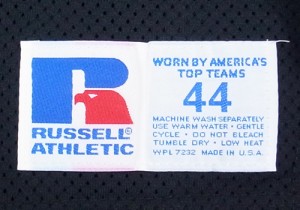 RUSSELL®
ATHLETIC
WORN BY AMERICA'S
TOP TEAMS
44
MACHINE WASH SEPARATELY
USE WARM WATER • GENTLE
CYCLE • DO NOT BLEACH
TUMBLE DRY • LOW HEAT
WPL 7232 MADE IN U.S.A.